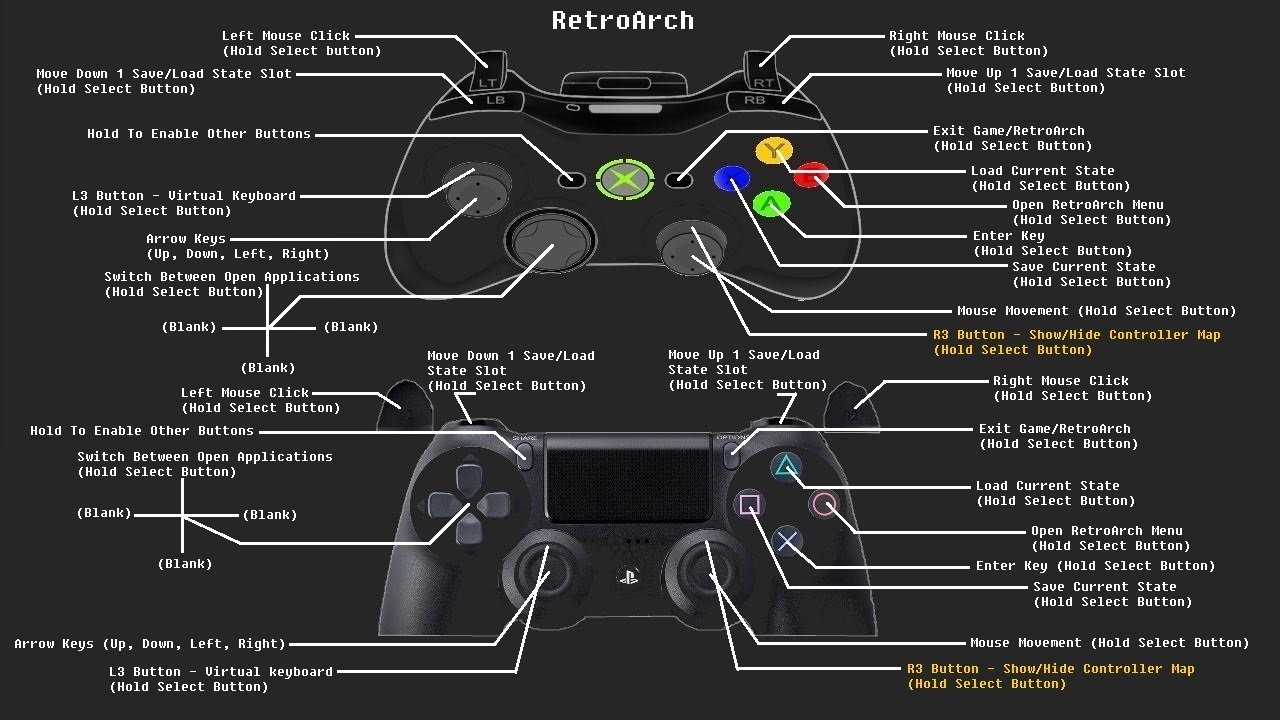 RetroArch
Left Mouse Click
(Hold Select button)
Right Mouse Click
(Hold Select Button)
Move Down 1 Save/Load State Slot
(Hold Select Button)
Move Up 1 Save/Load State Slot
(Hold Select Button)
LT
RT
LB
RB
Hold To Enable Other Buttons
Exit Game/RetroArch
(Hold Select Button)
Y
Load Current State
(Hold Select Button)
L3 Button - Virtual Keyboard
(Hold Select Button)
A
Open RetroArch Menu
(Hold Select Button)
Arrow Keys
(Up, Down, Left, Right)
Enter Key
(Hold Select Button)
Switch Between Open Applications
(Hold Select Button)
Save Current State
(Hold Select Button)
(Blank)
(Blank)
(Blank)
Mouse Movement (Hold Select Button)
R3 Button - Show/Hide Controller Map
(Hold Select Button)
Move Down 1 Save/Load
State Slot
(Hold Select Button)
Move Up 1 Save/Load
State Slot
(Hold Select Button)
Left Mouse Click
(Hold Select Button)
Right Mouse Click
(Hold Select Button)
Hold To Enable Other Buttons
SHARE
OPTIONS
Exit Game/RetroArch
(Hold Select Button)
Switch Between Open Applications
(Hold Select Button)
Load Current State
(Hold Select Button)
(Blank)
(Blank)
(Blank)
Open RetroArch Menu
(Hold Select Button)
Enter Key (Hold Select Button)
Save Current State
(Hold Select Button)
Arrow Keys (Up, Down, Left, Right)
Mouse Movement (Hold Select Button)
L3 Button - Virtual keyboard
(Hold Select Button)
R3 Button - Show/Hide Controller Map
(Hold Select Button)